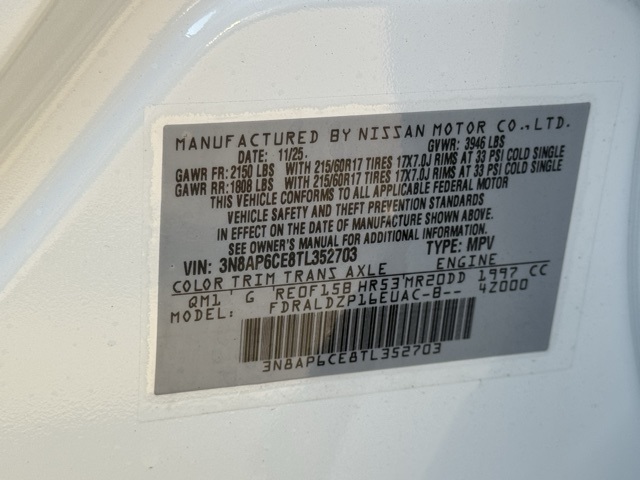 MANUFACTURED BY NISSAN MOTOR CO.,LTD.
DATE: 11/25. GVWR: 3946 LBS
GAWR FR: 2150 LBS WITH 215/60R17 TIRES 17X7.0J RIMS AT 33 PSI COLD SINGLE
GAWR RR: 1808 LBS WITH 215/60R17 TIRES 17X7.0J RIMS AT 33 PSI COLD SINGLE
THIS VEHICLE CONFORMS TO ALL APPLICABLE FEDERAL MOTOR
VEHICLE SAFETY AND THEFT PREVENTION STANDARDS
IN EFFECT ON THE DATE OF MANUFACTURE SHOWN ABOVE.
SEE OWNER'S MANUAL FOR ADDITIONAL INFORMATION.
VIN: 3N8AP6CE8TL352703 TYPE: MPV
COLOR TRIM TRANS AXLE ENGINE
QM1 G RE0F15B HR53 MR20DD 1997 CC
MODEL: FDRALDZP16EUAC-B-- 4Z000
3N8AP6CE8TL352703